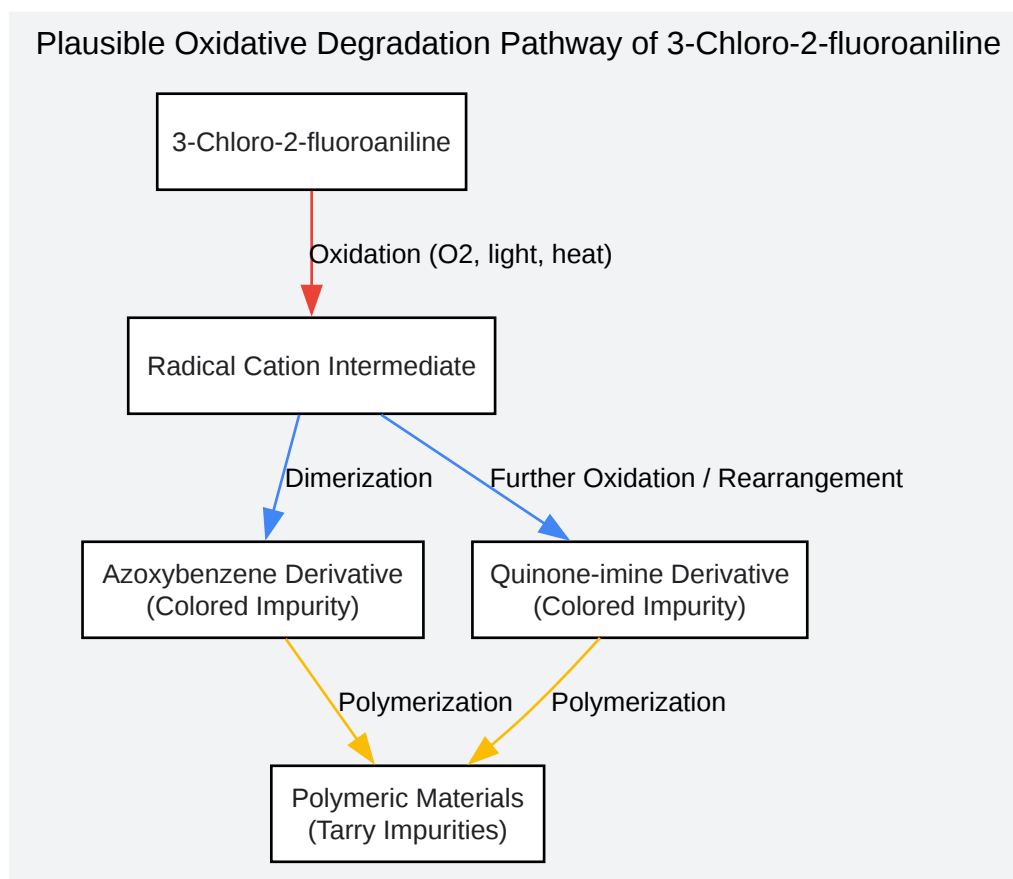 Plausible Oxidative Degradation Pathway of 3-Chloro-2-fluoroaniline
3-Chloro-2-fluoroaniline
Oxidation (O2, light, heat)
Radical Cation Intermediate
Dimerization
Further Oxidation / Rearrangement
Azoxybenzene Derivative
(Colored Impurity)
Quinone-imine Derivative
(Colored Impurity)
Polymerization
Polymerization
Polymeric Materials
(Tarry Impurities)